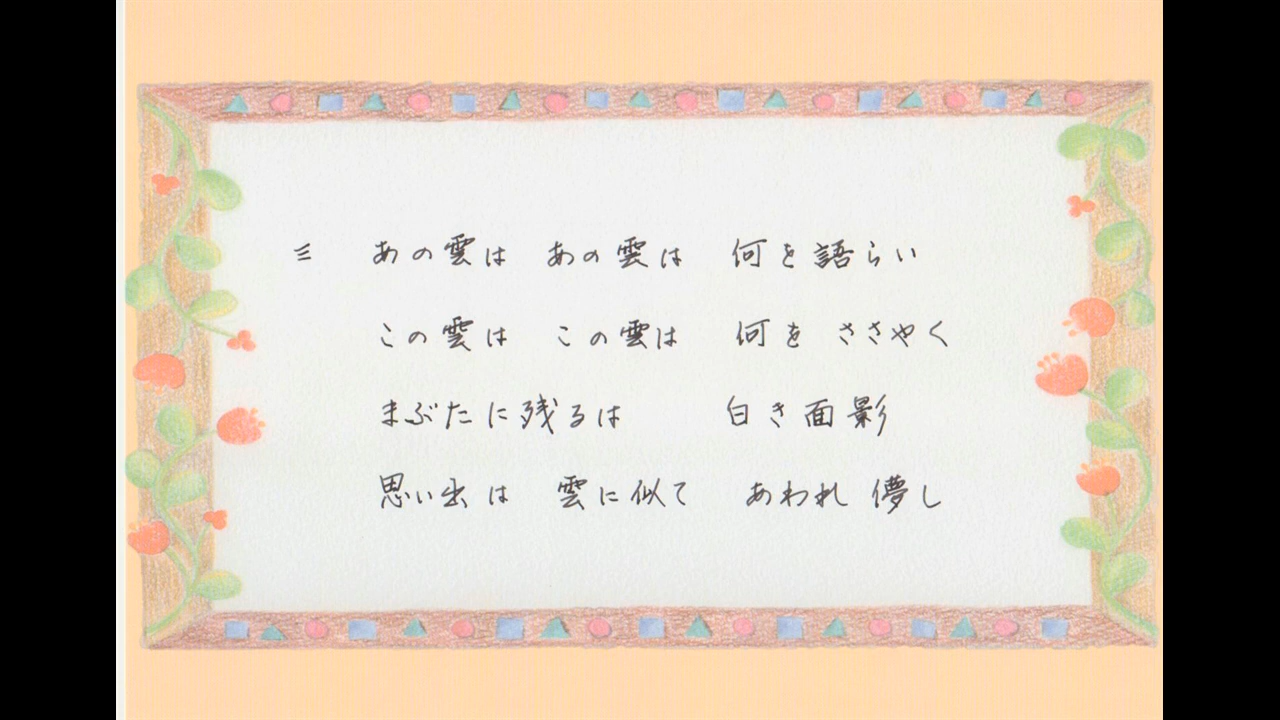 三 あの雲は あの雲は 何を語らい
この雲は この雲は 何を ささやく
まぶたに残るは 白き面影
思い出は 雲に似て あわれ 儚し